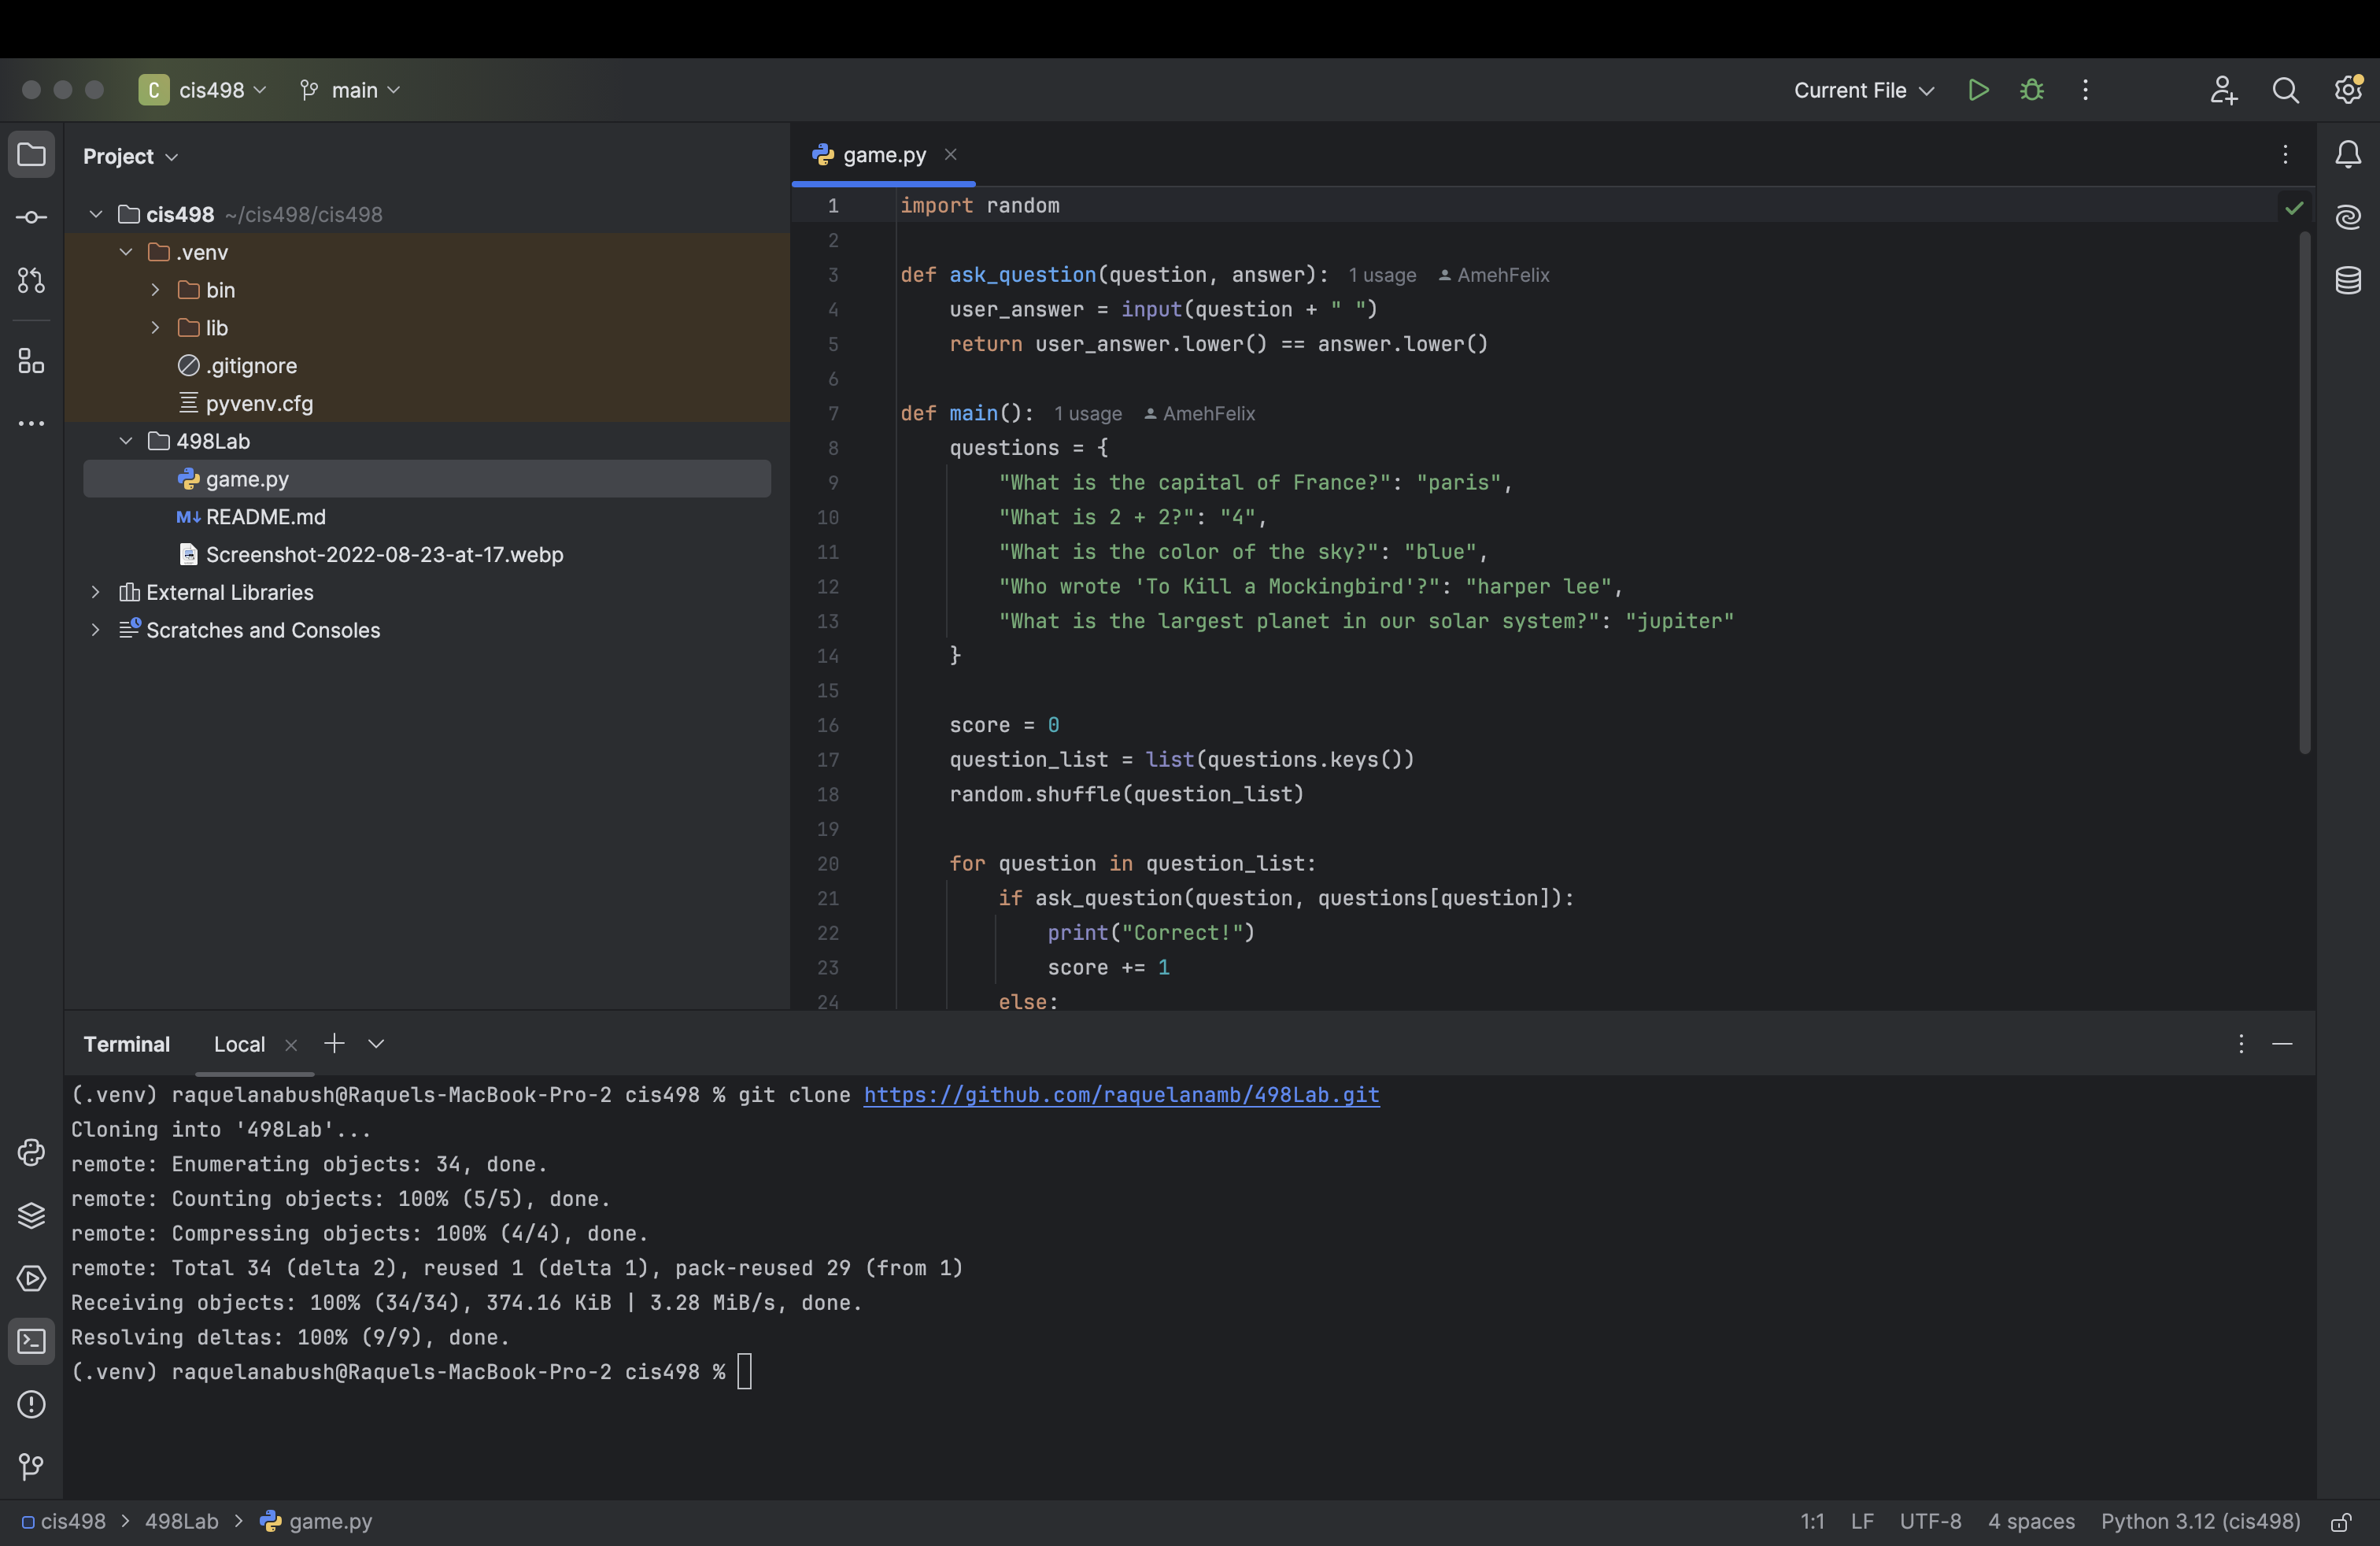 C cis498 main Current File
Project
cis498 ~/cis498/cis498
.venv
bin
lib
.gitignore
pyvenv.cfg
498Lab
game.py
M↓ README.md
Screenshot-2022-08-23-at-17.webp
External Libraries
Scratches and Consoles
game.py
1 import random
2
3 def ask_question(question, answer): 1 usage AmehFelix
4 user_answer = input(question + " ")
5 return user_answer.lower() == answer.lower()
6
7 def main(): 1 usage AmehFelix
8 questions = {
9 "What is the capital of France?": "paris",
10 "What is 2 + 2?": "4",
11 "What is the color of the sky?": "blue",
12 "Who wrote 'To Kill a Mockingbird'?": "harper lee",
13 "What is the largest planet in our solar system?": "jupiter"
14 }
15
16 score = 0
17 question_list = list(questions.keys())
18 random.shuffle(question_list)
19
20 for question in question_list:
21 if ask_question(question, questions[question]):
22 print("Correct!")
23 score += 1
24 else:
Terminal Local
(.venv) raquelanabush@Raquels-MacBook-Pro-2 cis498 % git clone https://github.com/raquelanamb/498Lab.git
Cloning into '498Lab'...
remote: Enumerating objects: 34, done.
remote: Counting objects: 100% (5/5), done.
remote: Compressing objects: 100% (4/4), done.
remote: Total 34 (delta 2), reused 1 (delta 1), pack-reused 29 (from 1)
Receiving objects: 100% (34/34), 374.16 KiB | 3.28 MiB/s, done.
Resolving deltas: 100% (9/9), done.
(.venv) raquelanabush@Raquels-MacBook-Pro-2 cis498 %
cis498 > 498Lab > game.py 1:1 LF UTF-8 4 spaces Python 3.12 (cis498)